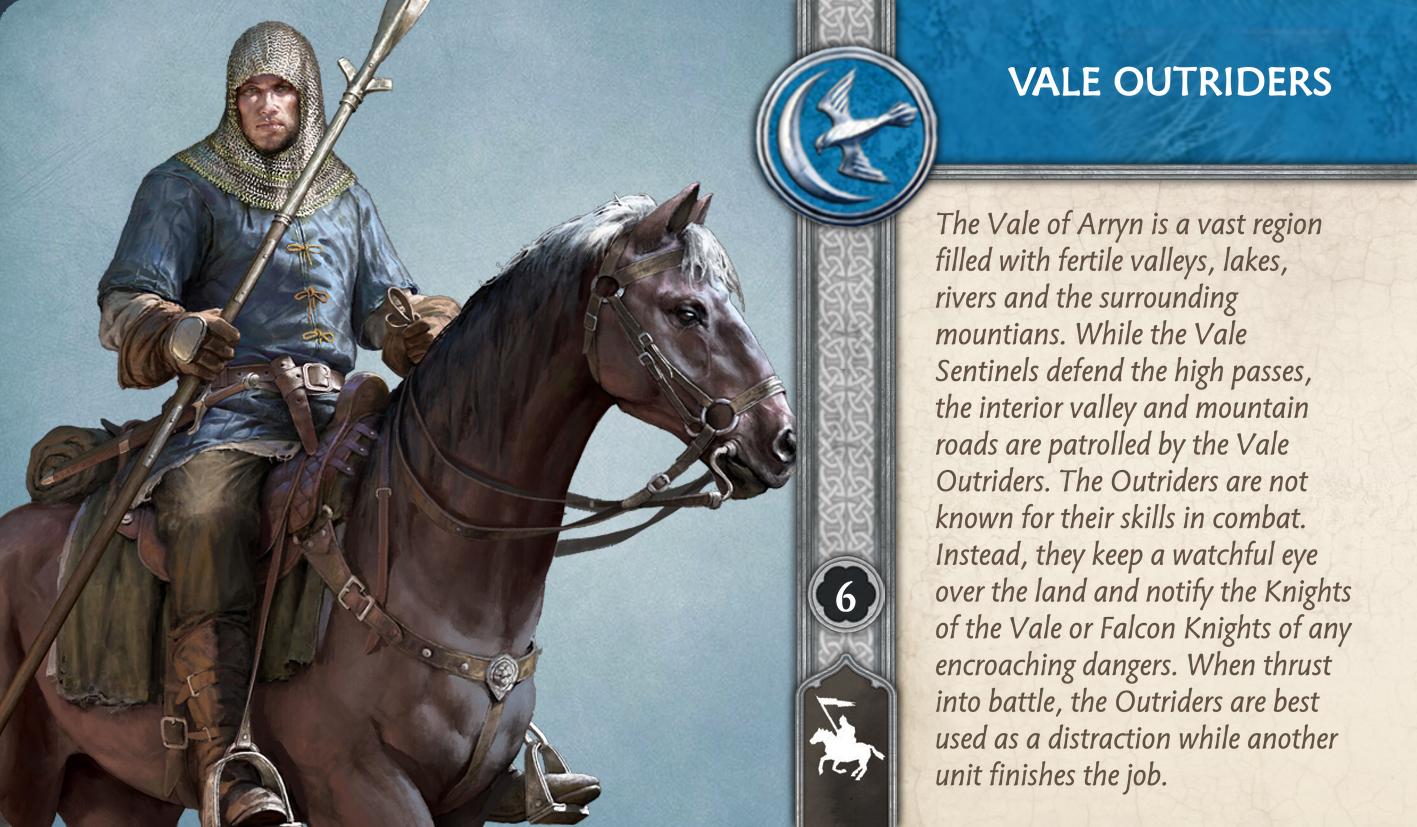 VALE OUTRIDERS
The Vale of Arryn is a vast region
filled with fertile valleys, lakes,
rivers and the surrounding
mountians. While the Vale
Sentinels defend the high passes,
the interior valley and mountain
roads are patrolled by the Vale
Outriders. The Outriders are not
known for their skills in combat.
Instead, they keep a watchful eye
over the land and notify the Knights
of the Vale or Falcon Knights of any
encroaching dangers. When thrust
into battle, the Outriders are best
used as a distraction while another
unit finishes the job.
6